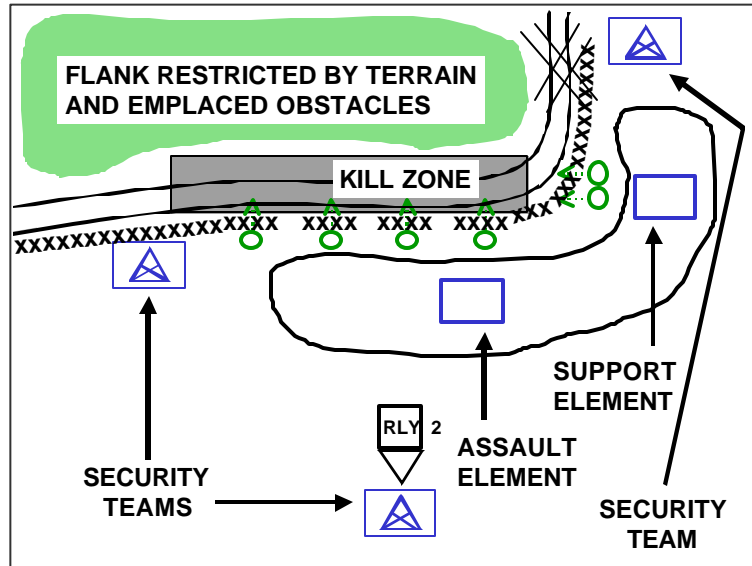 FLANK RESTRICTED BY TERRAIN
AND EMPLACED OBSTACLES
KILL ZONE
SUPPORT
ELEMENT
RLY 2
ASSAULT
ELEMENT
SECURITY
TEAMS
SECURITY
TEAM